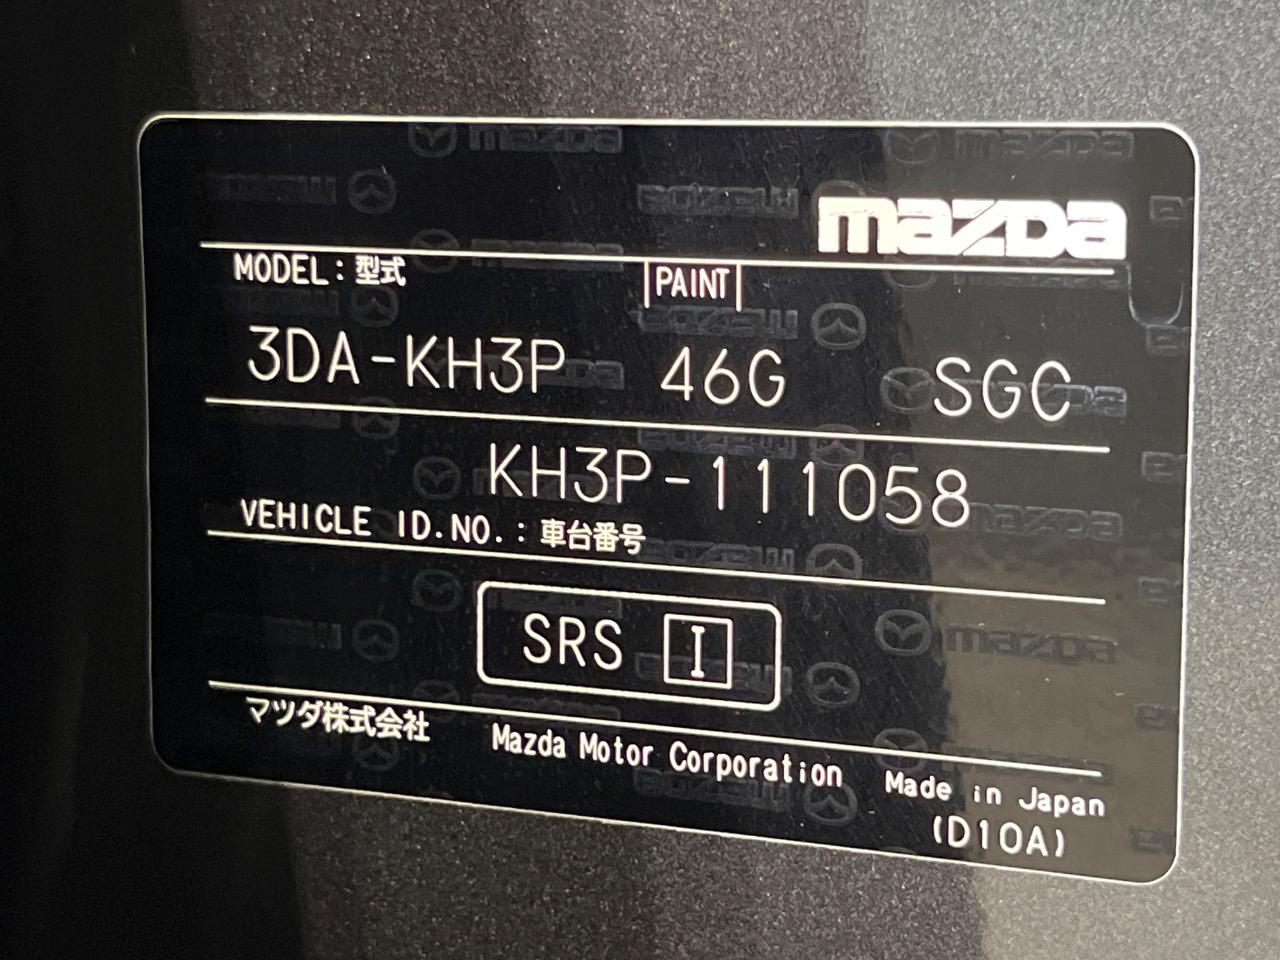 mazda
MODEL：型式 PAINT
3DA-KH3P 46G SGC
KH3P-111058
VEHICLE ID.NO.：車台番号
SRS I
マツダ株式会社 Mazda Motor Corporation Made in Japan
(D10A)